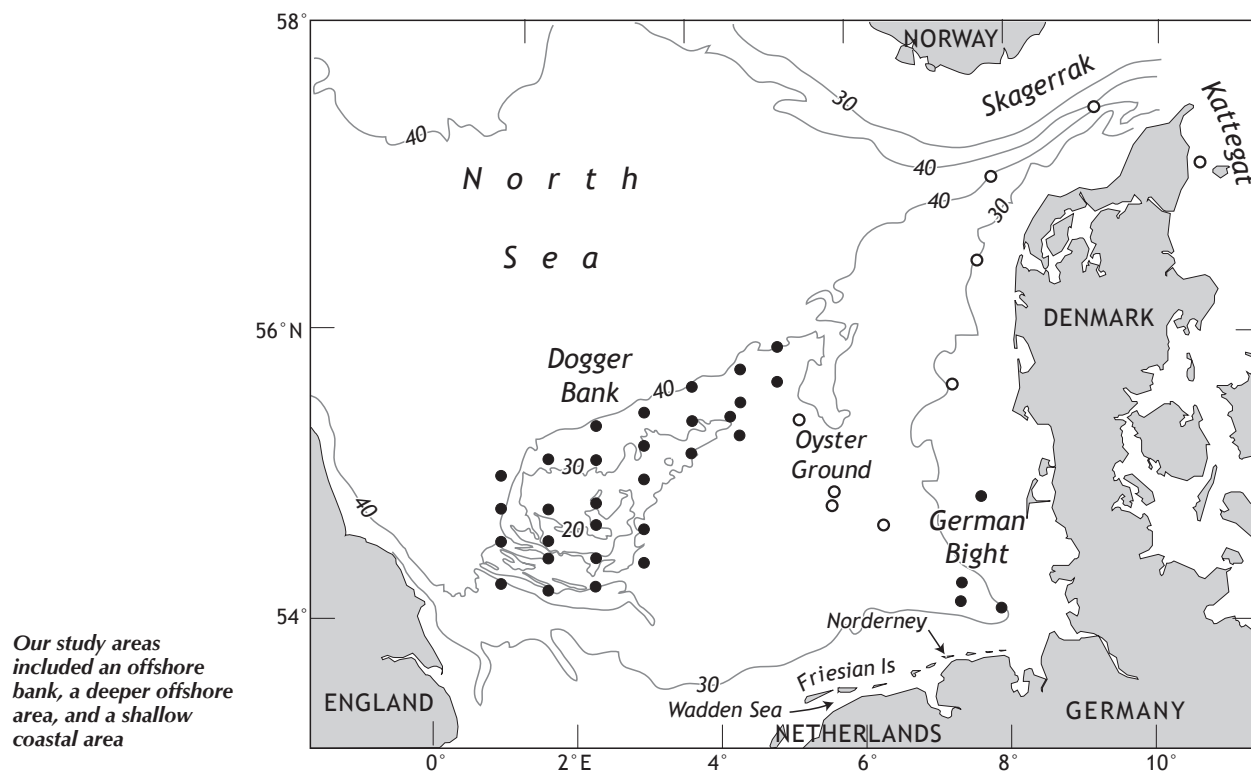 58°
NORWAY
Skagerrak
Kattegat
30
40
40
40
30
North
Sea
56°N
DENMARK
Dogger
Bank
40
Oyster
Ground
30
40
20
German
Bight
54°
Norderney
Friesian Is
30
Wadden Sea
ENGLAND
GERMANY
NETHERLANDS
0°
2°E
4°
6°
8°
10°
Our study areas
included an offshore
bank, a deeper offshore
area, and a shallow
coastal area